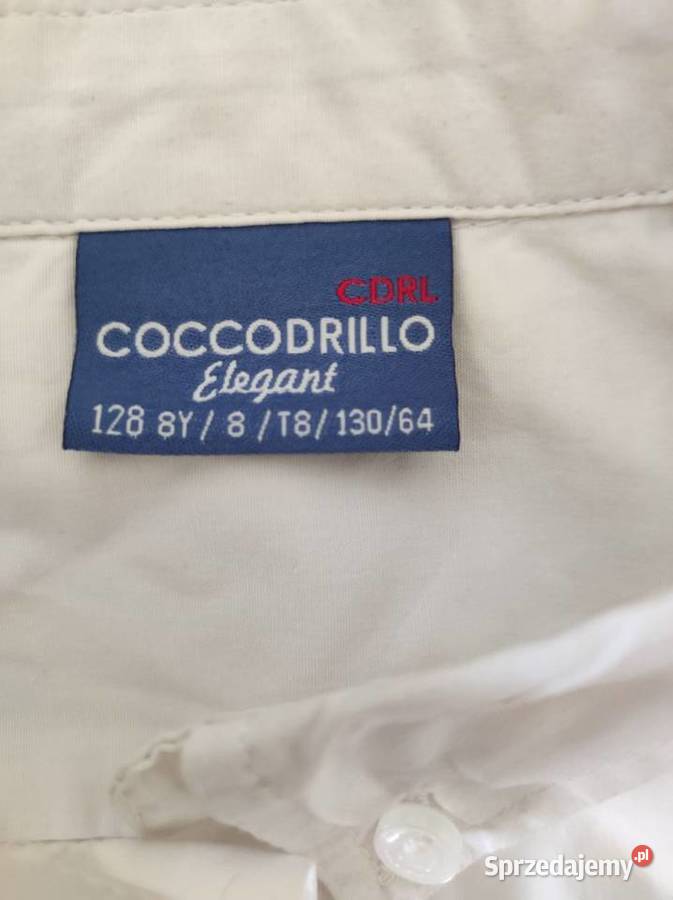 CDRL
COCCODRILLO
Elegant
128 8Y / 8 /T8/ 130/64
Sprzedajemy.pl